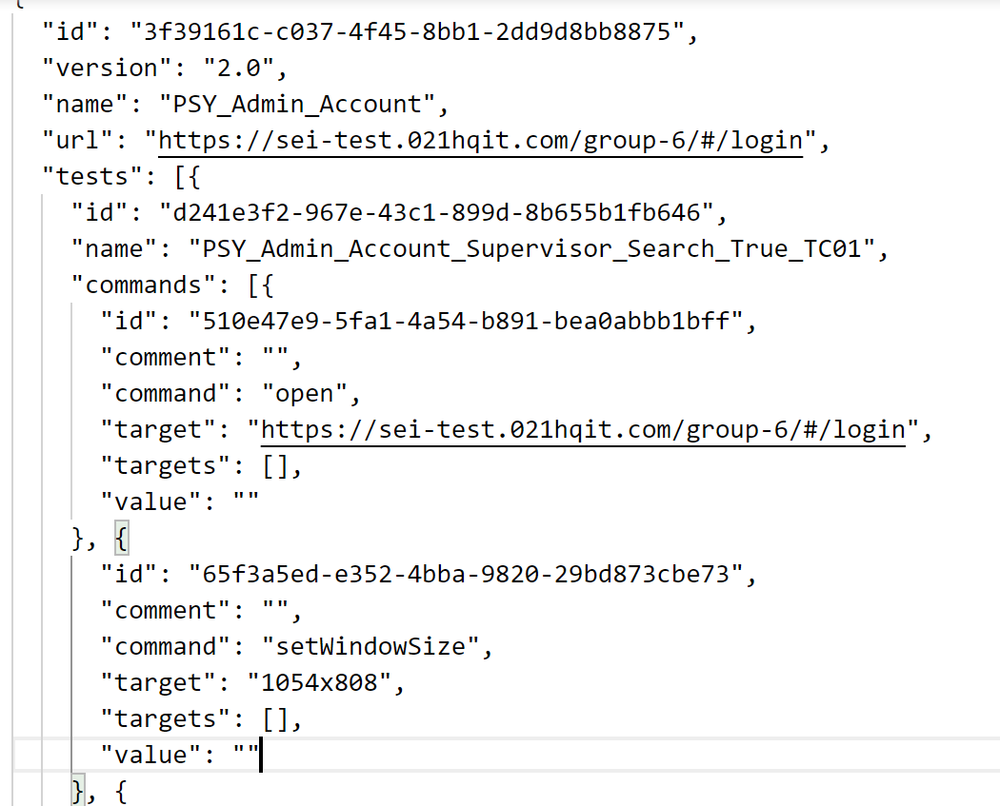 {
"id": "3f39161c-c037-4f45-8bb1-2dd9d8bb8875",
"version": "2.0",
"name": "PSY_Admin_Account",
"url": "https://sei-test.021hqit.com/group-6/#/login",
"tests": [{
"id": "d241e3f2-967e-43c1-899d-8b655b1fb646",
"name": "PSY_Admin_Account_Supervisor_Search_True_TC01",
"commands": [{
"id": "510e47e9-5fa1-4a54-b891-bea0abbb1bff",
"comment": "",
"command": "open",
"target": "https://sei-test.021hqit.com/group-6/#/login",
"targets": [],
"value": ""
}, {
"id": "65f3a5ed-e352-4bba-9820-29bd873cbe73",
"comment": "",
"command": "setWindowSize",
"target": "1054x808",
"targets": [],
"value": ""
}, {